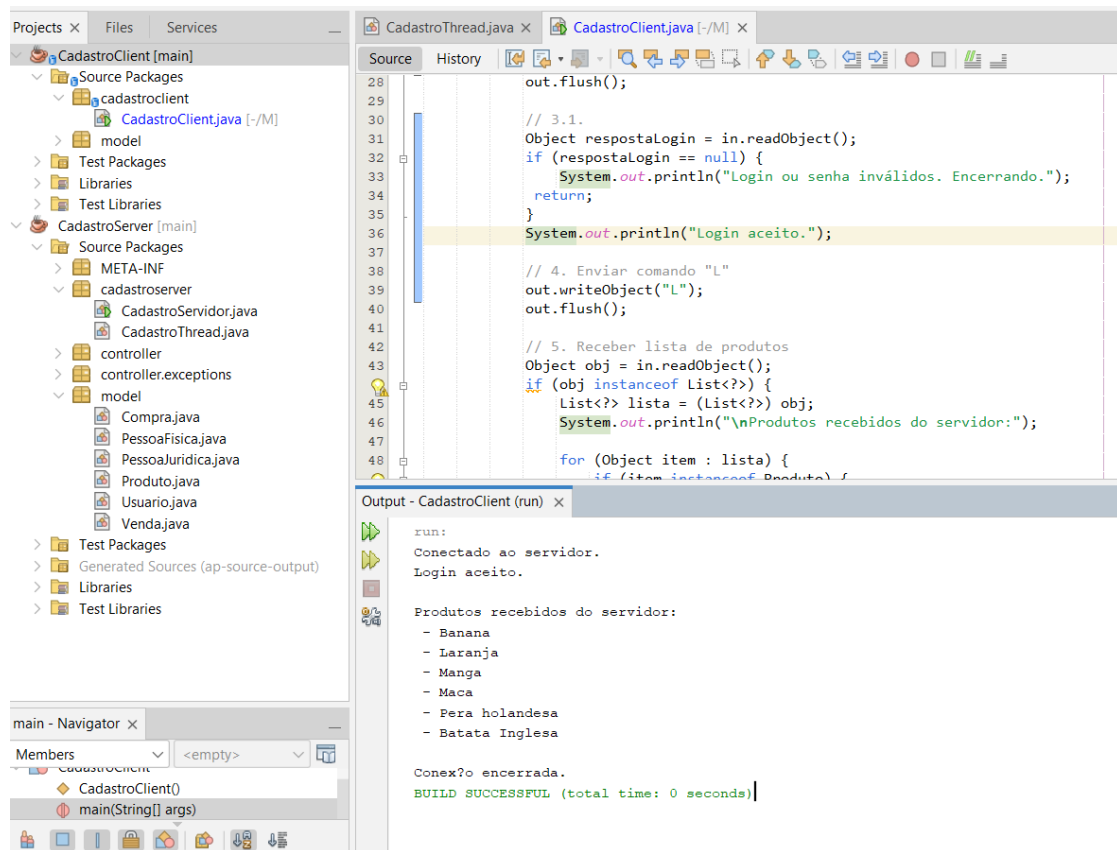 Projects × Files Services
CadastroClient [main]
Source Packages
cadastroclient
CadastroClient.java [-/M]
model
Test Packages
Libraries
Test Libraries
CadastroServer [main]
Source Packages
META-INF
cadastroserver
CadastroServidor.java
CadastroThread.java
controller
controller.exceptions
model
Compra.java
PessoaFisica.java
PessoaJuridica.java
Produto.java
Usuario.java
Venda.java
Test Packages
Generated Sources (ap-source-output)
Libraries
Test Libraries
main - Navigator ×
Members <empty>
CadastroClient
CadastroClient()
main(String[] args)
CadastroThread.java × CadastroClient.java [-/M] ×
Source History
28 out.flush();
29
30 // 3.1.
31 Object respostaLogin = in.readObject();
32 if (respostaLogin == null) {
33 System.out.println("Login ou senha inválidos. Encerrando.");
34 return;
35 }
36 System.out.println("Login aceito.");
37
38 // 4. Enviar comando "L"
39 out.writeObject("L");
40 out.flush();
41
42 // 5. Receber lista de produtos
43 Object obj = in.readObject();
if (obj instanceof List<?>) {
45 List<?> lista = (List<?>) obj;
46 System.out.println("\nProdutos recebidos do servidor:");
47
48 for (Object item : lista) {
if (item instanceof Produto) {
Output - CadastroClient (run) ×
run:
Conectado ao servidor.
Login aceito.
Produtos recebidos do servidor:
- Banana
- Laranja
- Manga
- Maca
- Pera holandesa
- Batata Inglesa
Conex?o encerrada.
BUILD SUCCESSFUL (total time: 0 seconds)